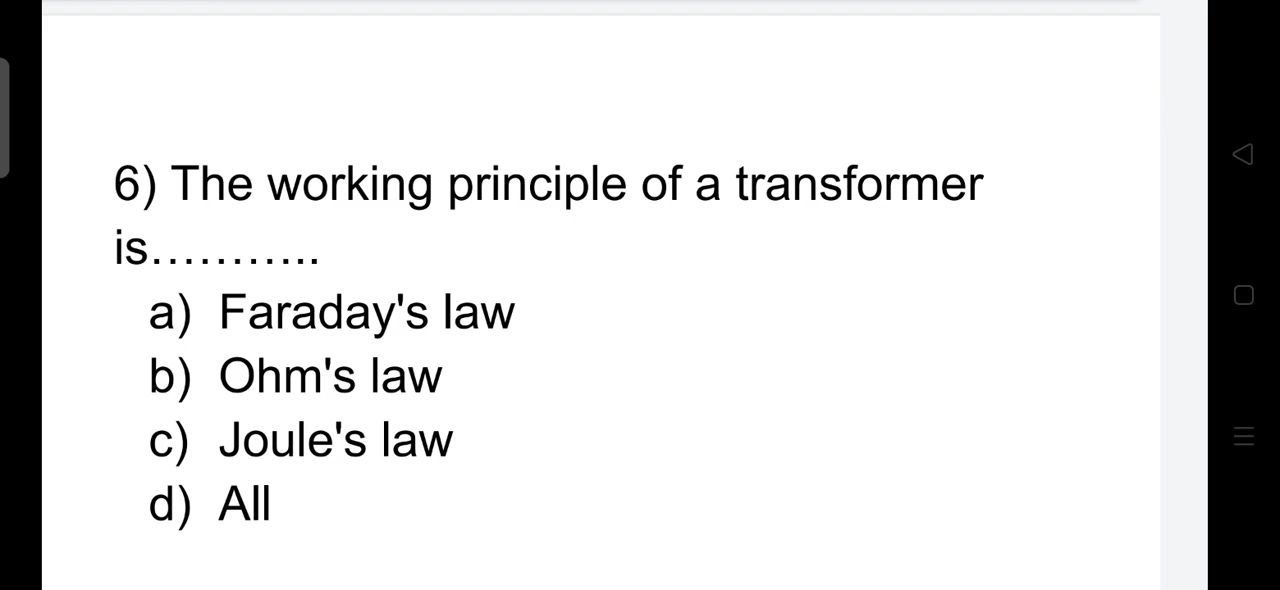 6) The working principle of a transformer
is………..
a) Faraday's law
b) Ohm's law
c) Joule's law
d) All